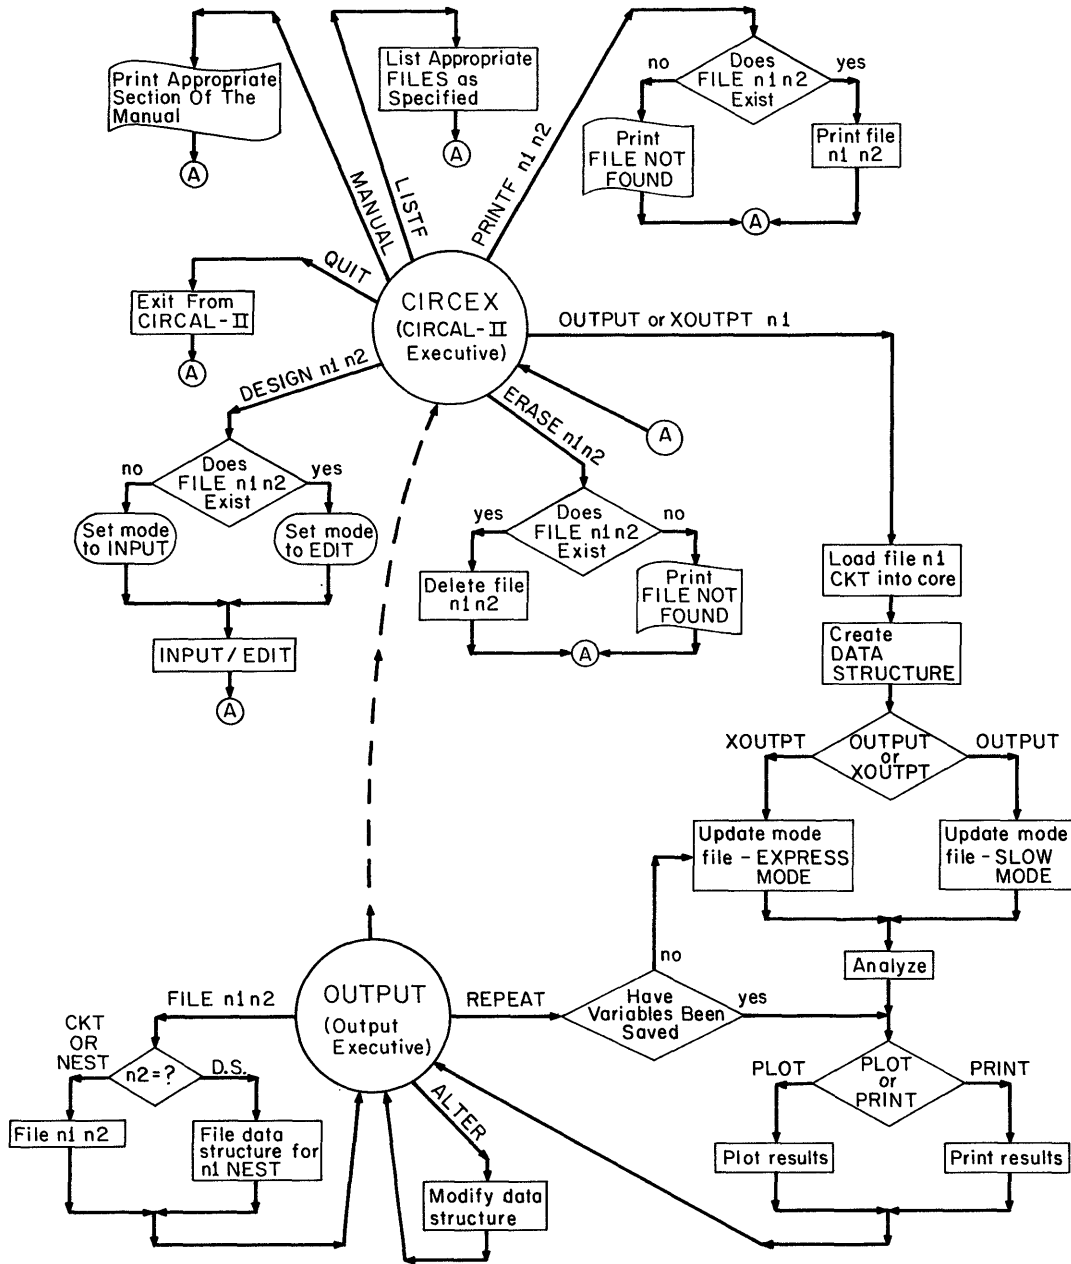 Print Appropriate
Section Of The
Manual
A
List Appropriate
FILES as
Specified
A
Does
FILE n1 n2
Exist
no
yes
Print
FILE NOT
FOUND
Print file
n1 n2
A
MANUAL
LISTF
PRINTF n1 n2
QUIT
Exit From
CIRCAL-II
A
CIRCEX
(CIRCAL-II
Executive)
OUTPUT or XOUTPT n1
DESIGN n1 n2
ERASE n1 n2
A
Does
FILE n1 n2
Exist
no
yes
Set mode
to INPUT
Set mode
to EDIT
INPUT/EDIT
A
Does
FILE n1 n2
Exist
yes
no
Delete file
n1 n2
Print
FILE NOT
FOUND
A
Load file n1
CKT into core
Create
DATA
STRUCTURE
XOUTPT
OUTPUT
or
XOUTPT
OUTPUT
Update mode
file - EXPRESS
MODE
Update mode
file - SLOW
MODE
Analyze
OUTPUT
(Output
Executive)
FILE n1 n2
REPEAT
no
Have
Variables Been
Saved
yes
CKT
OR
NEST
n2=?
D.S.
File n1 n2
File data
structure for
n1 NEST
ALTER
Modify data
structure
PLOT
PLOT
or
PRINT
PRINT
Plot results
Print results